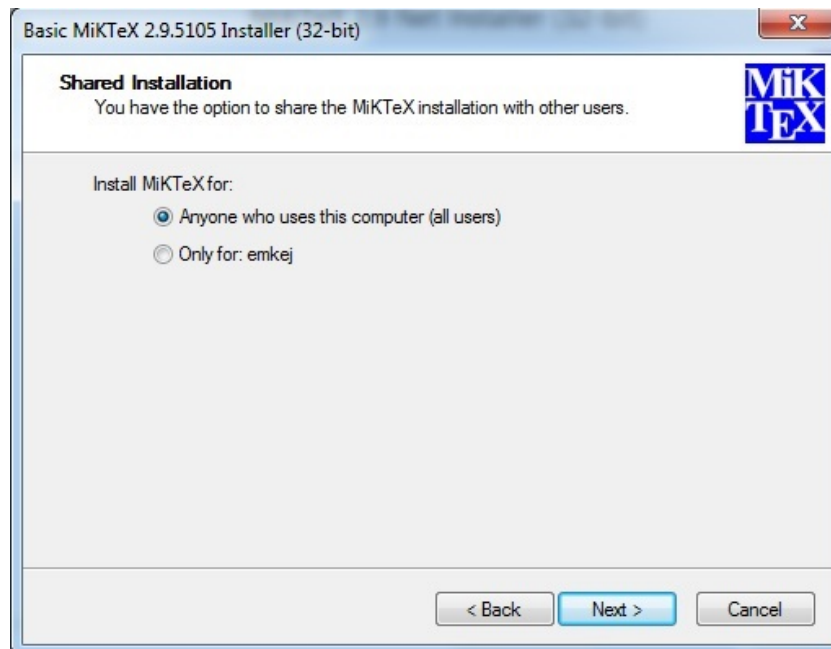 Basic MiKTeX 2.9.5105 Installer (32-bit)
x
Shared Installation
You have the option to share the MiKTeX installation with other users.
MiK
TEX
Install MiKTeX for:
Anyone who uses this computer (all users)
Only for: emkej
< Back
Next >
Cancel